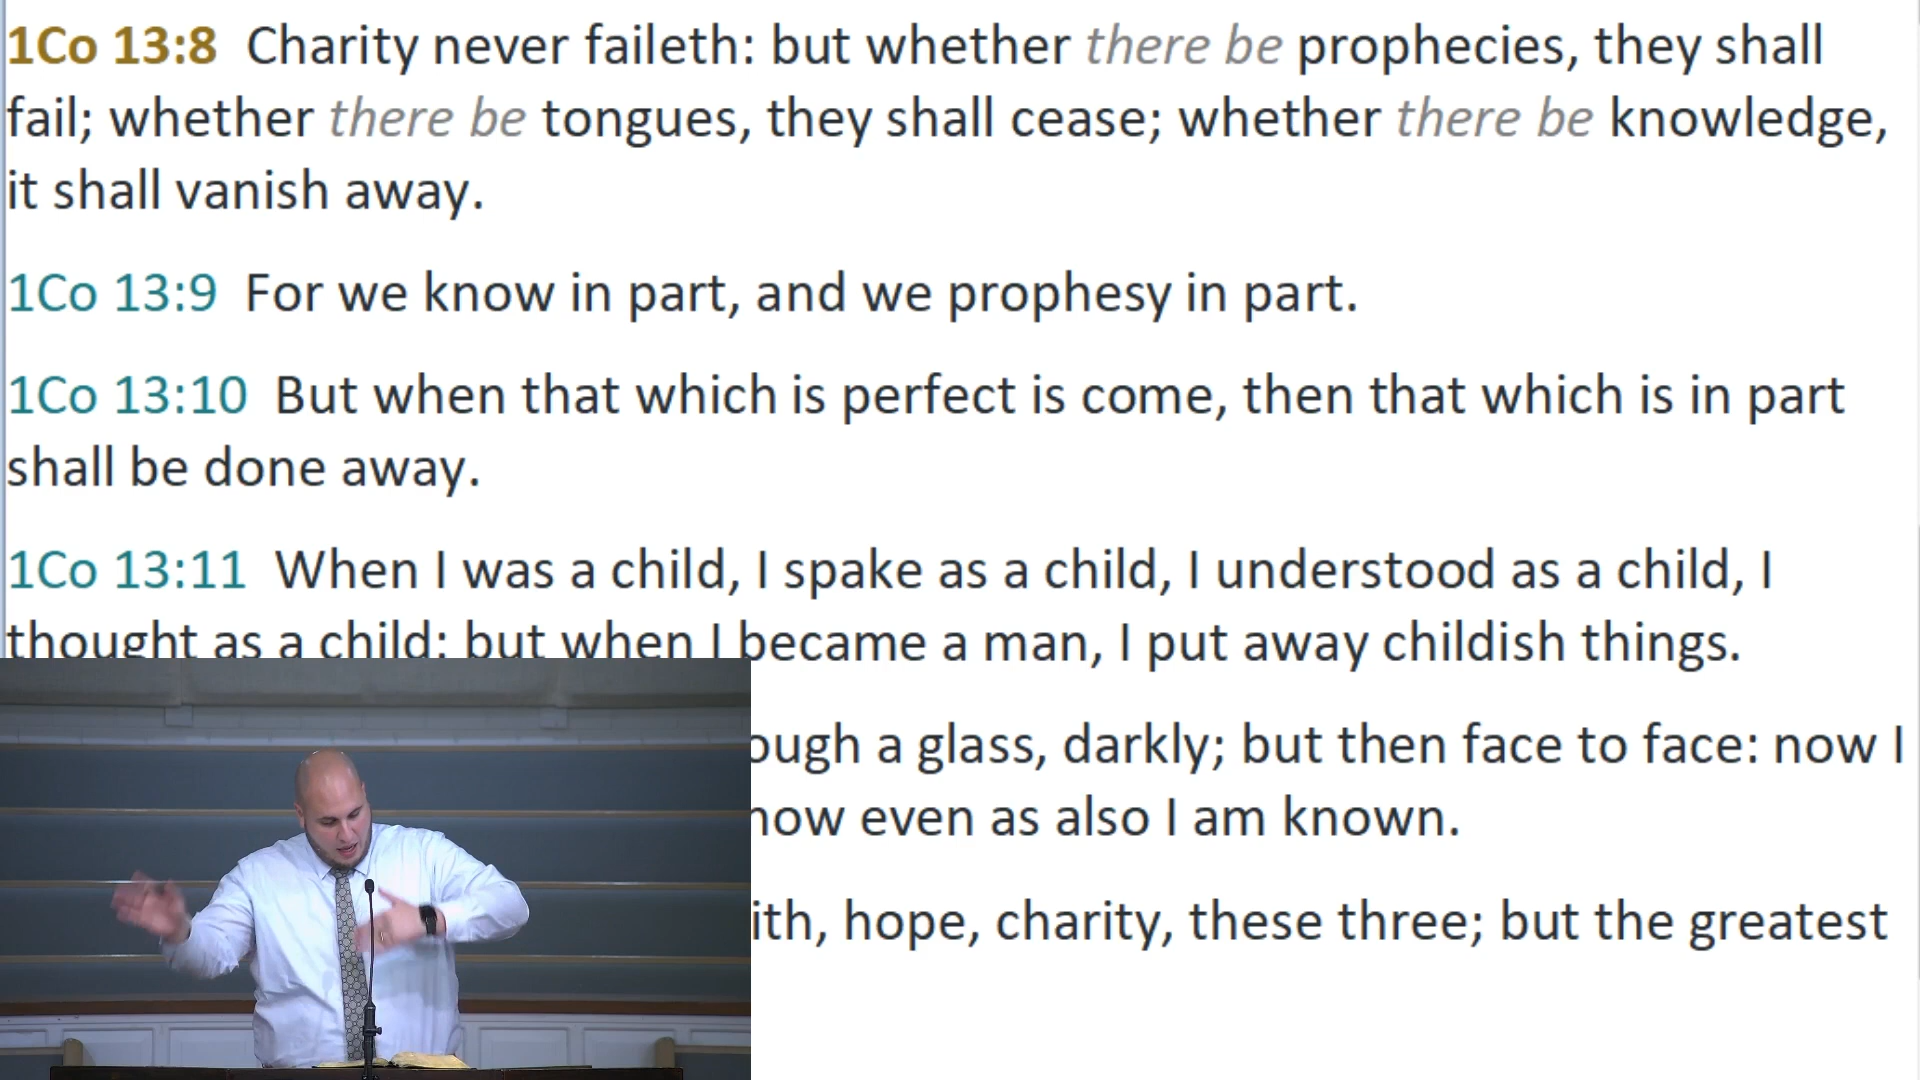 1Co 13:8 Charity never faileth: but whether there be prophecies, they shall
fail; whether there be tongues, they shall cease; whether there be knowledge,
it shall vanish away.
1Co 13:9 For we know in part, and we prophesy in part.
1Co 13:10 But when that which is perfect is come, then that which is in part
shall be done away.
1Co 13:11 When I was a child, I spake as a child, I understood as a child, I
thought as a child: but when I became a man, I put away childish things.
ough a glass, darkly; but then face to face: now I
now even as also I am known.
ith, hope, charity, these three; but the greatest